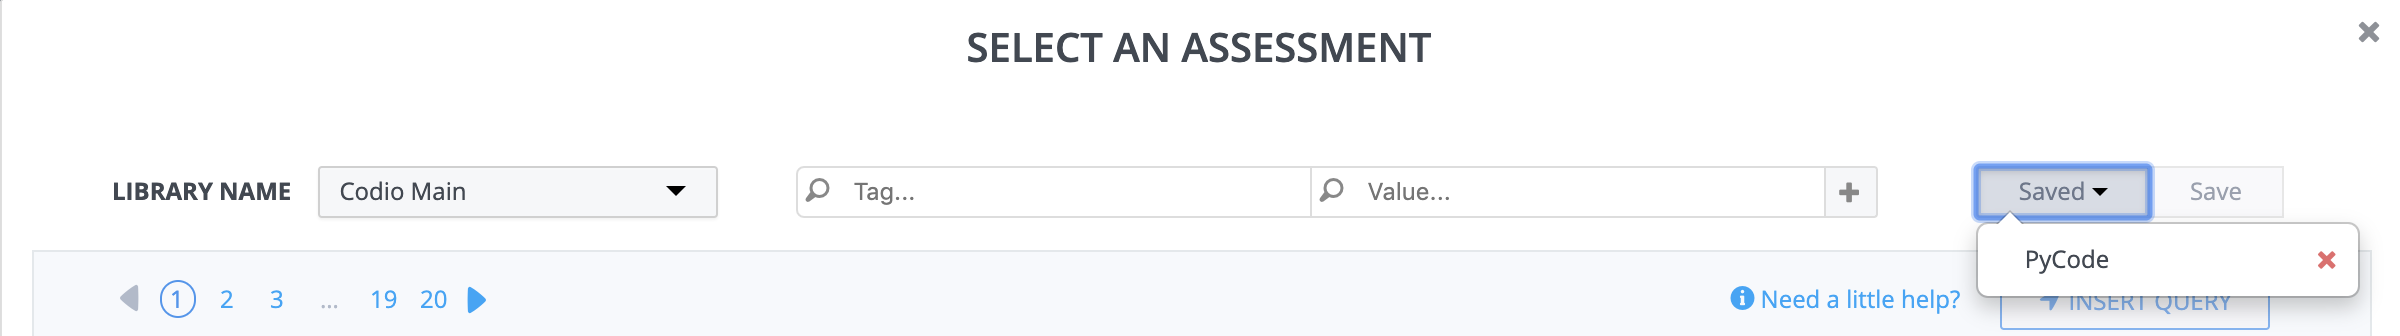 SELECT AN ASSESSMENT
LIBRARY NAME Codio Main Tag... Value... Saved Save
PyCode
1 2 3 ... 19 20 Need a little help? INSERT QUERY